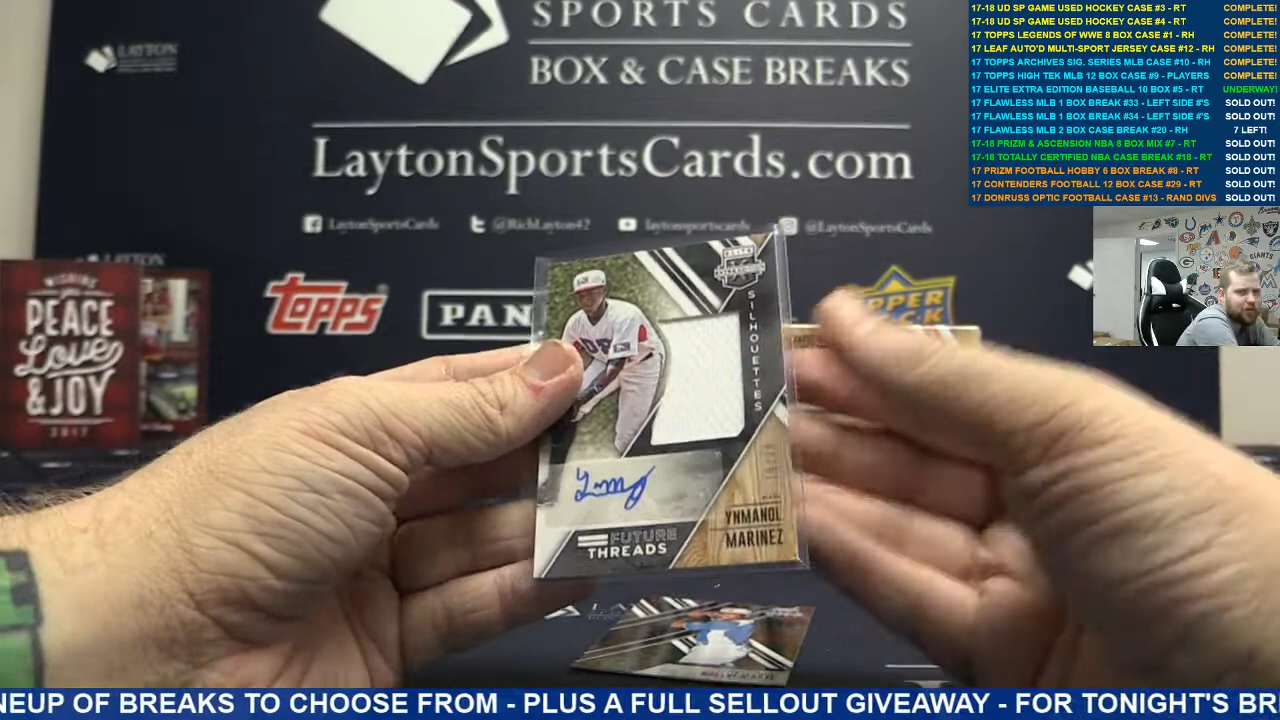 SPORTS CARDS
BOX & CASE BREAKS
LaytonSportsCards.com
LaytonSportsCards
@RichLayton42
laytonsportscards
@LaytonSportsCards
LAYTON
topps
PAN
UPPER
PEACE
Love
& JOY
2017
ELITE
SILHOUETTES
FUTURE
THREADS
YNMANOL
MARINEZ
17-18 UD SP GAME USED HOCKEY CASE #3 - RT COMPLETE!
17-18 UD SP GAME USED HOCKEY CASE #4 - RT COMPLETE!
17 TOPPS LEGENDS OF WWE 8 BOX CASE #1 - RH COMPLETE!
17 LEAF AUTO'D MULTI-SPORT JERSEY CASE #12 - RH COMPLETE!
17 TOPPS ARCHIVES SIG. SERIES MLB CASE #10 - RH COMPLETE!
17 TOPPS HIGH TEK MLB 12 BOX CASE #9 - PLAYERS COMPLETE!
17 ELITE EXTRA EDITION BASEBALL 10 BOX #5 - RT UNDERWAY!
17 FLAWLESS MLB 1 BOX BREAK #33 - LEFT SIDE #'S SOLD OUT!
17 FLAWLESS MLB 1 BOX BREAK #34 - LEFT SIDE #'S SOLD OUT!
17 FLAWLESS MLB 2 BOX CASE BREAK #20 - RH 7 LEFT!
17-18 PRIZM & ASCENSION NBA 8 BOX MIX #7 - RT SOLD OUT!
17-18 TOTALLY CERTIFIED NBA CASE BREAK #16 - RT SOLD OUT!
17 PRIZM FOOTBALL HOBBY 6 BOX BREAK #8 - RT SOLD OUT!
17 CONTENDERS FOOTBALL 12 BOX CASE #29 - RT SOLD OUT!
17 DONRUSS OPTIC FOOTBALL CASE #13 - RAND DIVS SOLD OUT!
NEUP OF BREAKS TO CHOOSE FROM - PLUS A FULL SELLOUT GIVEAWAY - FOR TONIGHT'S BR